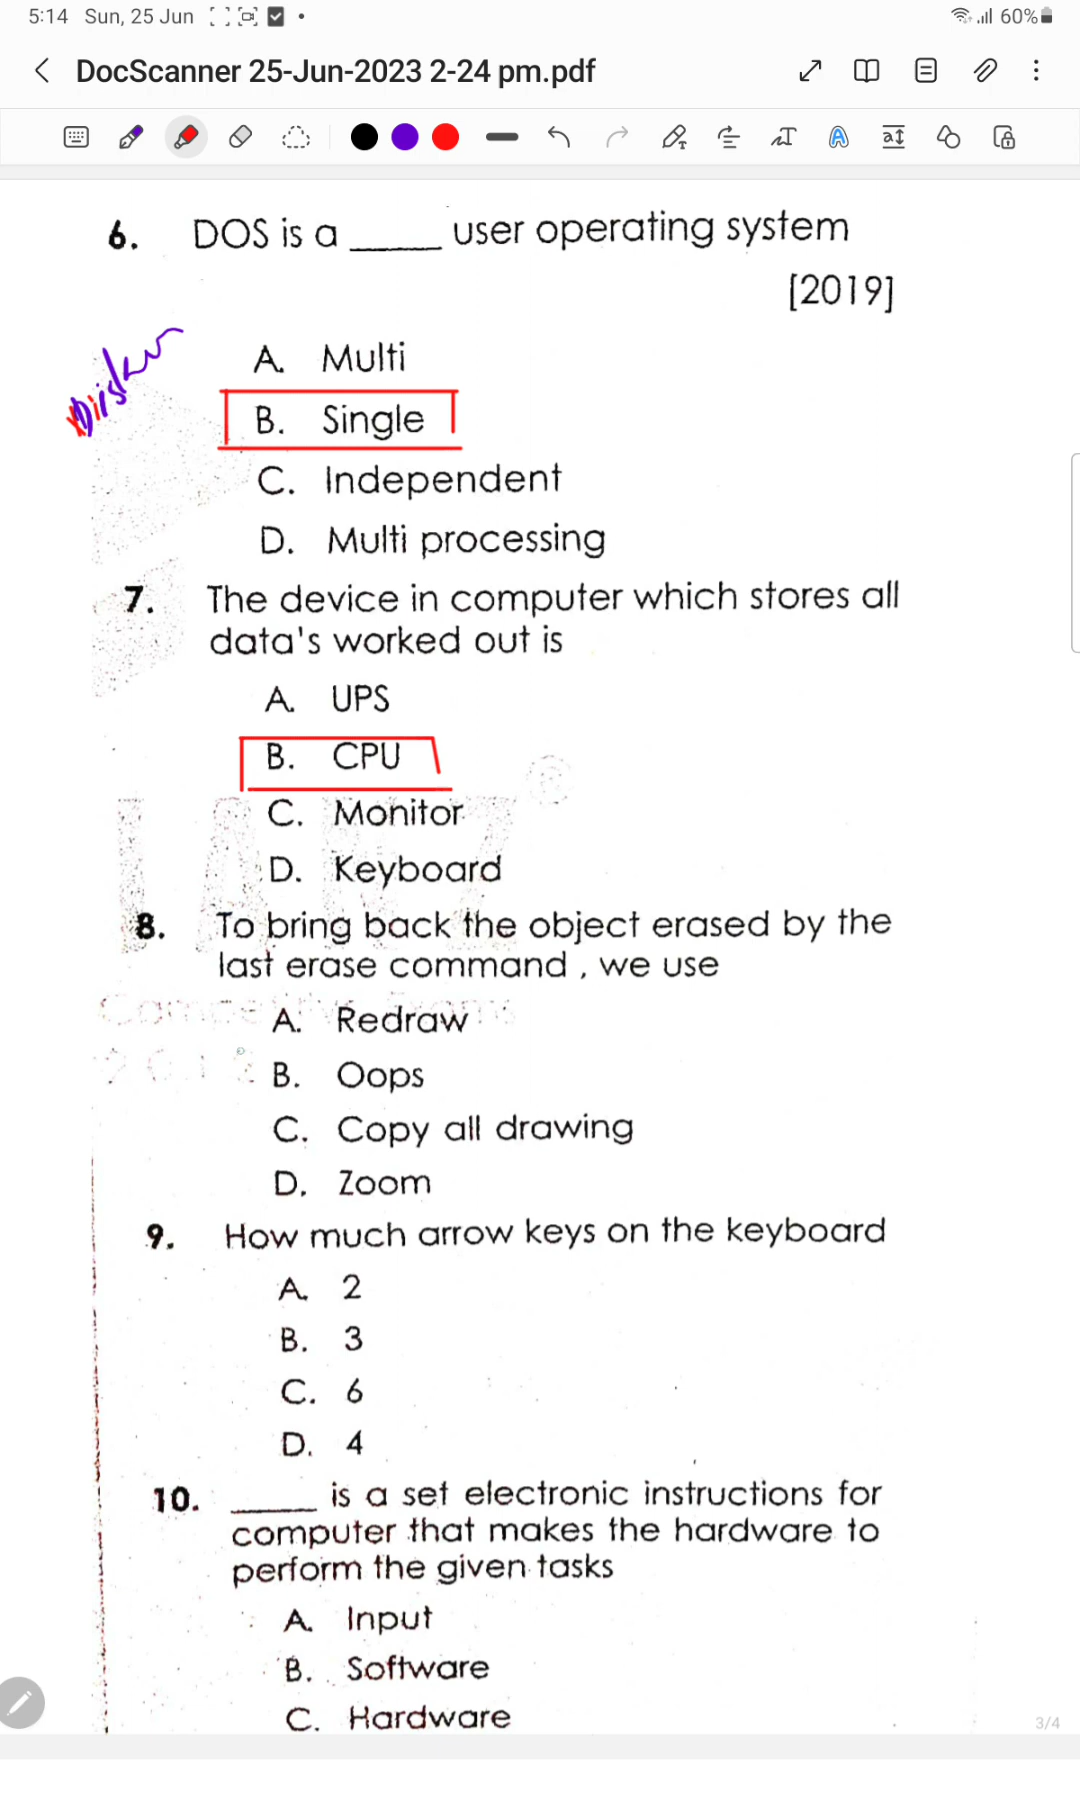 5:14 Sun, 25 Jun
60%
DocScanner 25-Jun-2023 2-24 pm.pdf
6. DOS is a _____ user operating system
[2019]
A. Multi
B. Single
C. Independent
D. Multi processing
7. The device in computer which stores all
data's worked out is
A. UPS
B. CPU
C. Monitor
D. Keyboard
8. To bring back the object erased by the
last erase command , we use
A. Redraw
B. Oops
C. Copy all drawing
D. Zoom
9. How much arrow keys on the keyboard
A. 2
B. 3
C. 6
D. 4
10. _____ is a set electronic instructions for
computer that makes the hardware to
perform the given tasks
A. Input
B. Software
C. Hardware
3/4